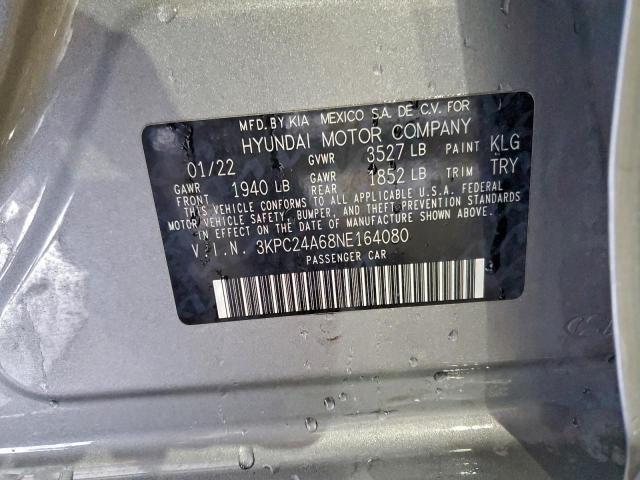 MFD.BY KIA MEXICO S.A. DE C.V. FOR
HYUNDAI MOTOR COMPANY
01/22 GVWR 3527 LB PAINT KLG
GAWR FRONT 1940 LB GAWR REAR 1852 LB TRIM TRY
THIS VEHICLE CONFORMS TO ALL APPLICABLE U.S.A. FEDERAL
MOTOR VEHICLE SAFETY, BUMPER, AND THEFT PREVENTION STANDARDS
IN EFFECT ON THE DATE OF MANUFACTURE SHOWN ABOVE.
V.I.N. 3KPC24A68NE164080
PASSENGER CAR